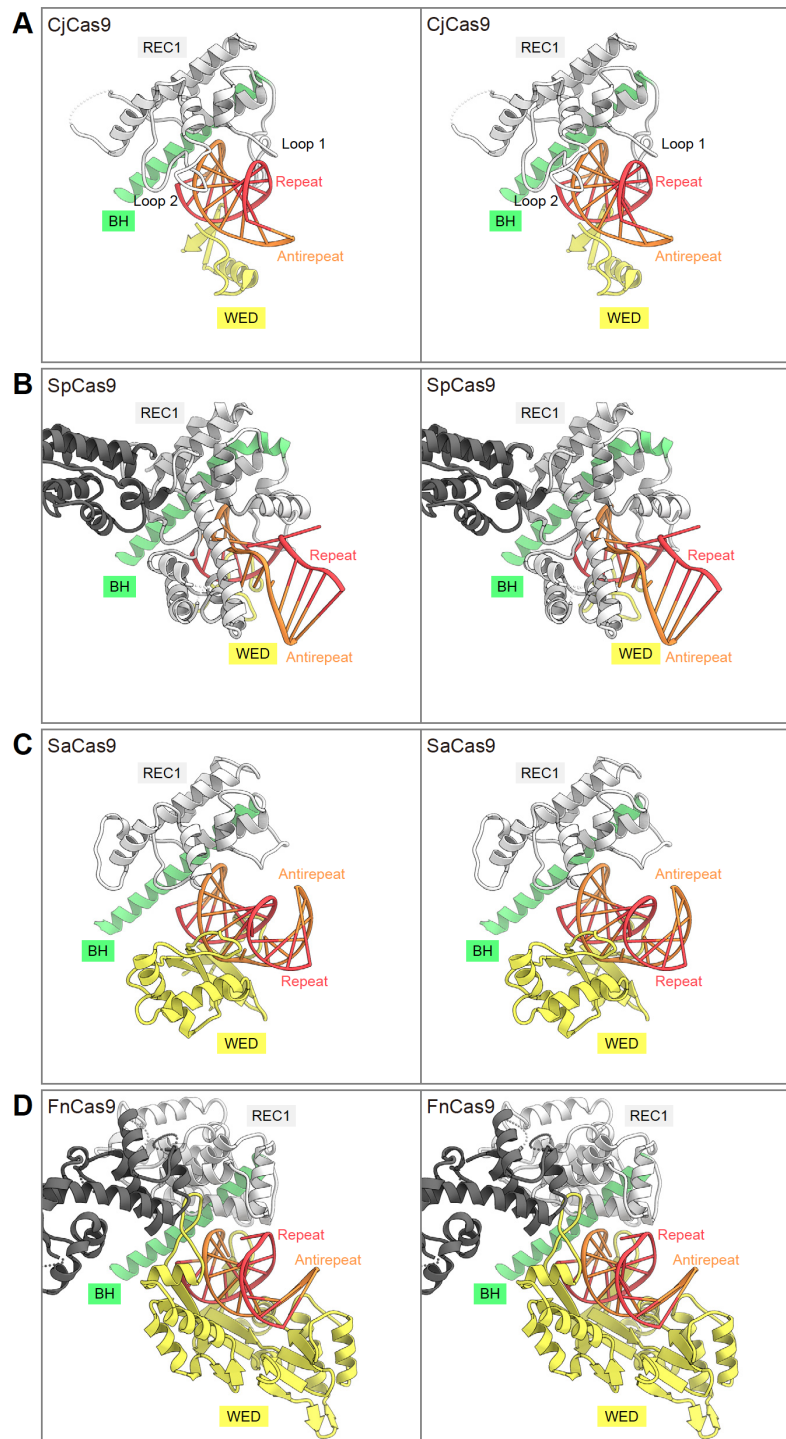 A
CjCas9
REC1
Loop 1
Repeat
Loop 2
BH
Antirepeat
WED
CjCas9
REC1
Loop 1
Repeat
Loop 2
BH
Antirepeat
WED
B
SpCas9
REC1
Repeat
BH
WED
Antirepeat
SpCas9
REC1
Repeat
BH
WED
Antirepeat
C
SaCas9
REC1
Antirepeat
BH
Repeat
WED
SaCas9
REC1
Antirepeat
BH
Repeat
WED
D
FnCas9
REC1
Repeat
Antirepeat
BH
WED
FnCas9
REC1
Repeat
Antirepeat
BH
WED